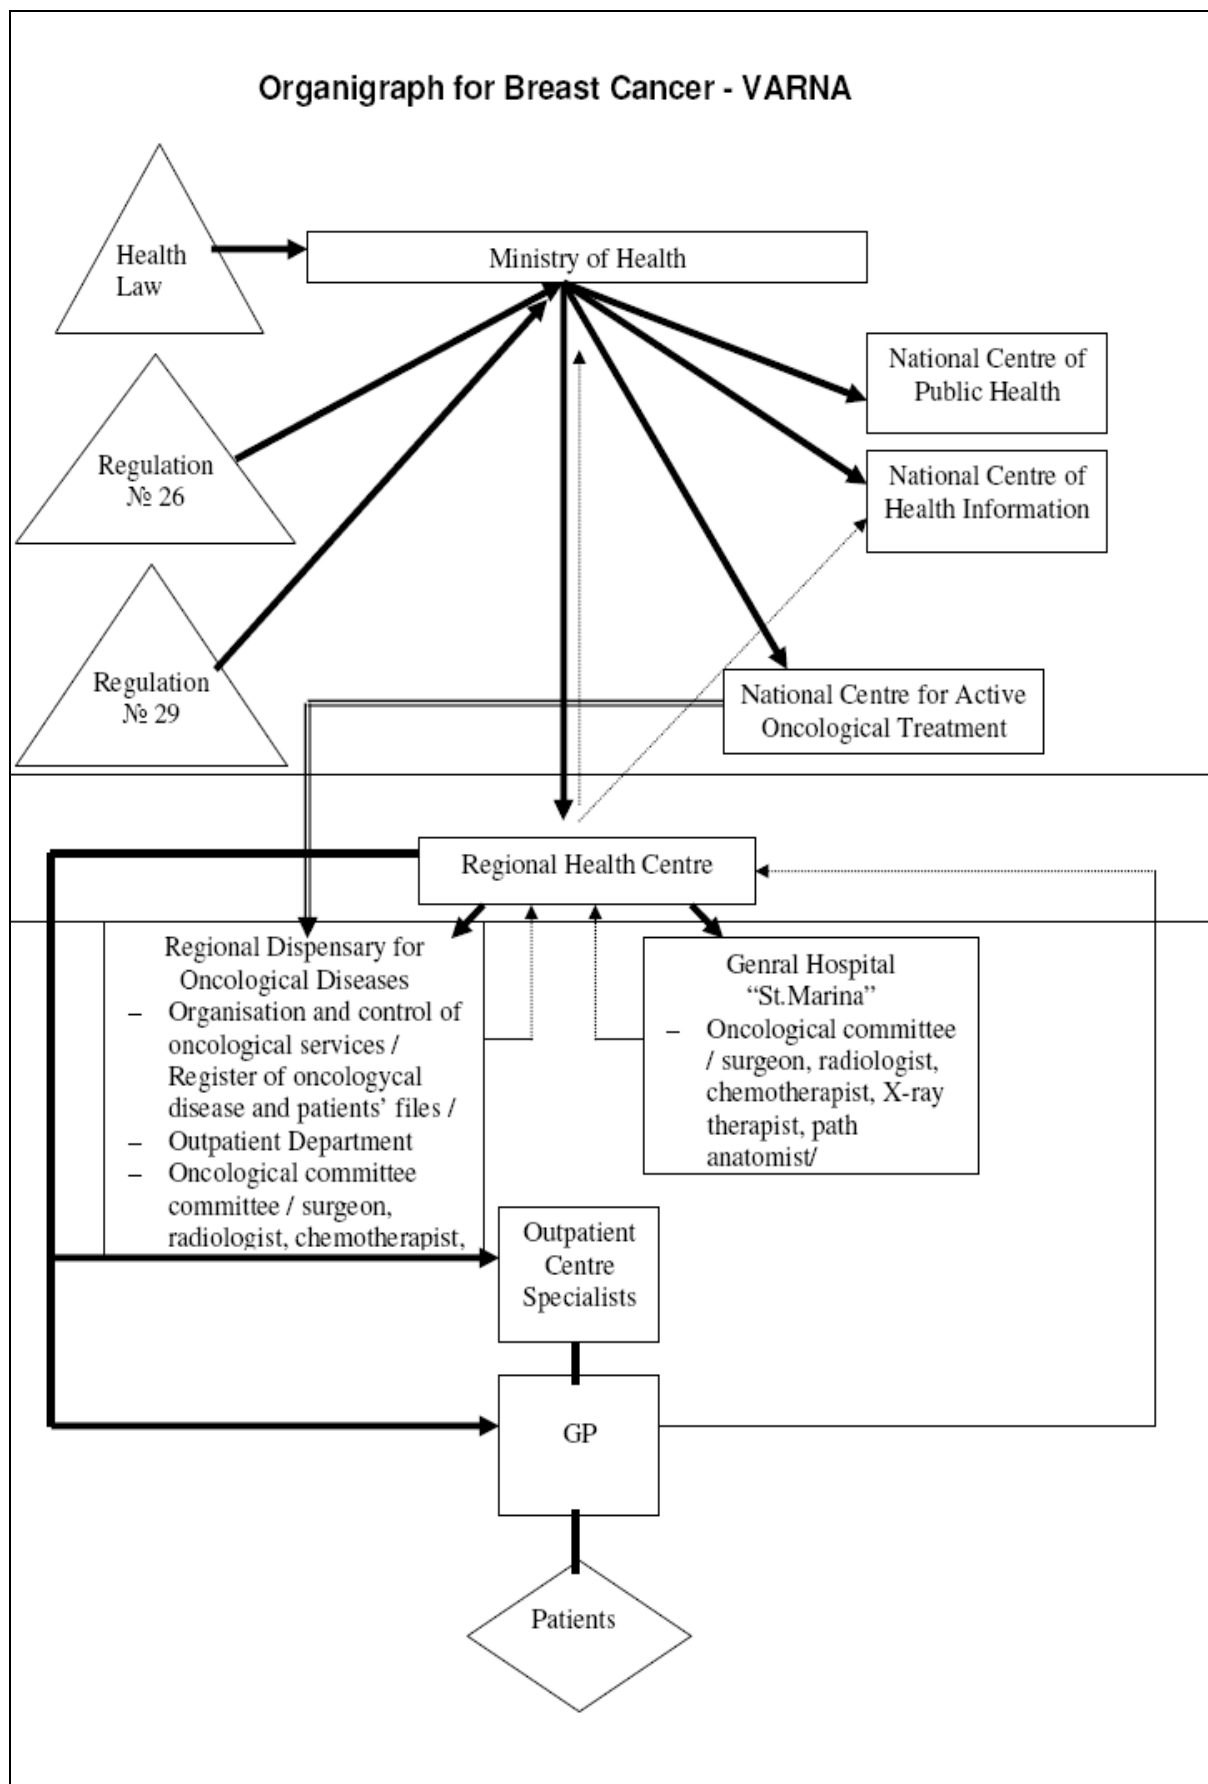 Organigraph for Breast Cancer - VARNA
Health
Law
Ministry of Health
National Centre of
Public Health
Regulation
№ 26
National Centre of
Health Information
Regulation
№ 29
National Centre for Active
Oncological Treatment
Regional Health Centre
Regional Dispensary for
Oncological Diseases
– Organisation and control of
oncological services /
Register of oncologycal
disease and patients’ files /
– Outpatient Department
– Oncological committee
committee / surgeon,
radiologist, chemotherapist,
Genral Hospital
“St.Marina”
– Oncological committee
/ surgeon, radiologist,
chemotherapist, X-ray
therapist, path
anatomist/
Outpatient
Centre
Specialists
GP
Patients